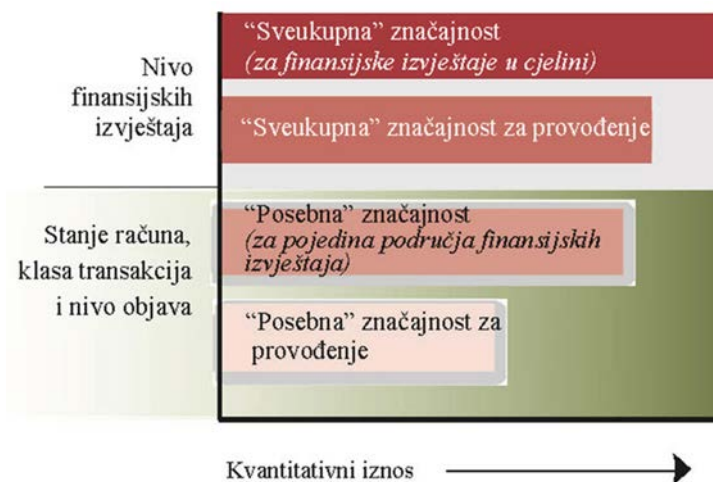 Nivo
finansijskih
izvještaja
“Sveukupna” značajnost
(za finansijske izvještaje u cjelini)
“Sveukupna” značajnost za provođenje
Stanje računa,
klasa transakcija
i nivo objava
“Posebna” značajnost
(za pojedina područja finansijskih
izvještaja)
“Posebna” značajnost za
provođenje
Kvantitativni iznos